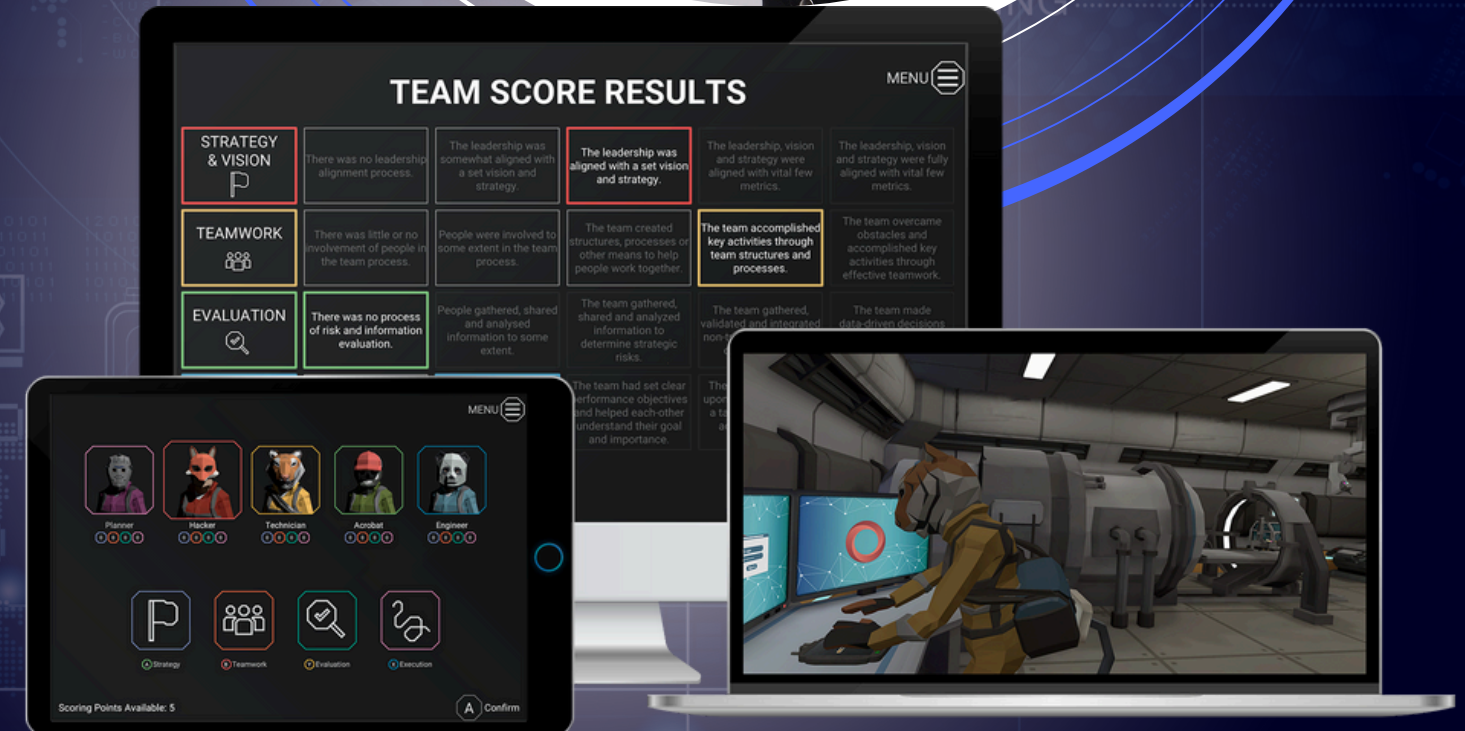 NG
TEAM SCORE RESULTS
MENU
STRATEGY
& VISION
There was no leadership
alignment process.
The leadership was
somewhat aligned with
a set vision and
strategy.
The leadership was
aligned with a set vision
and strategy.
The leadership, vision
and strategy were
aligned with vital few
metrics.
The leadership, vision
and strategy were fully
aligned with vital few
metrics.
TEAMWORK
There was little or no
involvement of people in
the team process.
People were involved to
some extent in the team
process.
The team created
structures, processes or
other means to help
people work together.
The team accomplished
key activities through
team structures and
processes.
The team overcame
obstacles and
accomplished key
activities through
effective teamwork.
EVALUATION
There was no process
of risk and information
evaluation.
People gathered, shared
and analysed
information to some
extent.
The team gathered,
shared and analyzed
information to
determine strategic
risks.
The team gathered,
validated and integrated
The team made
data-driven decisions
The team had set clear
performance objectives
and helped each-other
understand their goal
and importance.
MENU
Planner
Hacker
Technician
Acrobat
Engineer
A Strategy
B Teamwork
Y Evaluation
X Execution
Scoring Points Available: 5
A Confirm